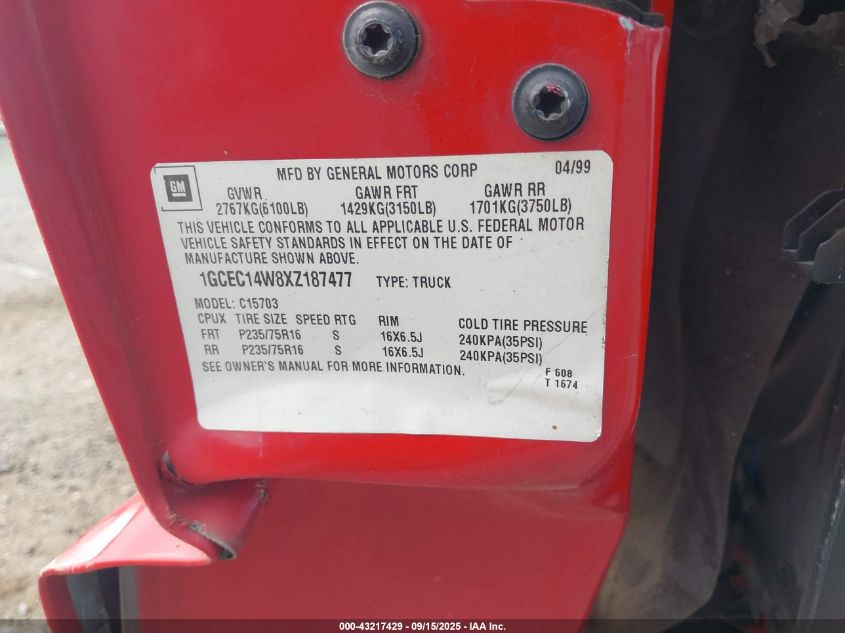 MFD BY GENERAL MOTORS CORP 04/99
GM
GVWR GAWR FRT GAWR RR
2767KG(6100LB) 1429KG(3150LB) 1701KG(3750LB)
THIS VEHICLE CONFORMS TO ALL APPLICABLE U.S. FEDERAL MOTOR
VEHICLE SAFETY STANDARDS IN EFFECT ON THE DATE OF
MANUFACTURE SHOWN ABOVE.
1GCEC14W8XZ187477 TYPE: TRUCK
MODEL: C15703
CPUX TIRE SIZE SPEED RTG RIM COLD TIRE PRESSURE
FRT P235/75R16 S 16X6.5J 240KPA(35PSI)
RR P235/75R16 S 16X6.5J 240KPA(35PSI)
SEE OWNER'S MANUAL FOR MORE INFORMATION.
F 608
T 1674
000-43217429 - 09/15/2025 - IAA Inc.